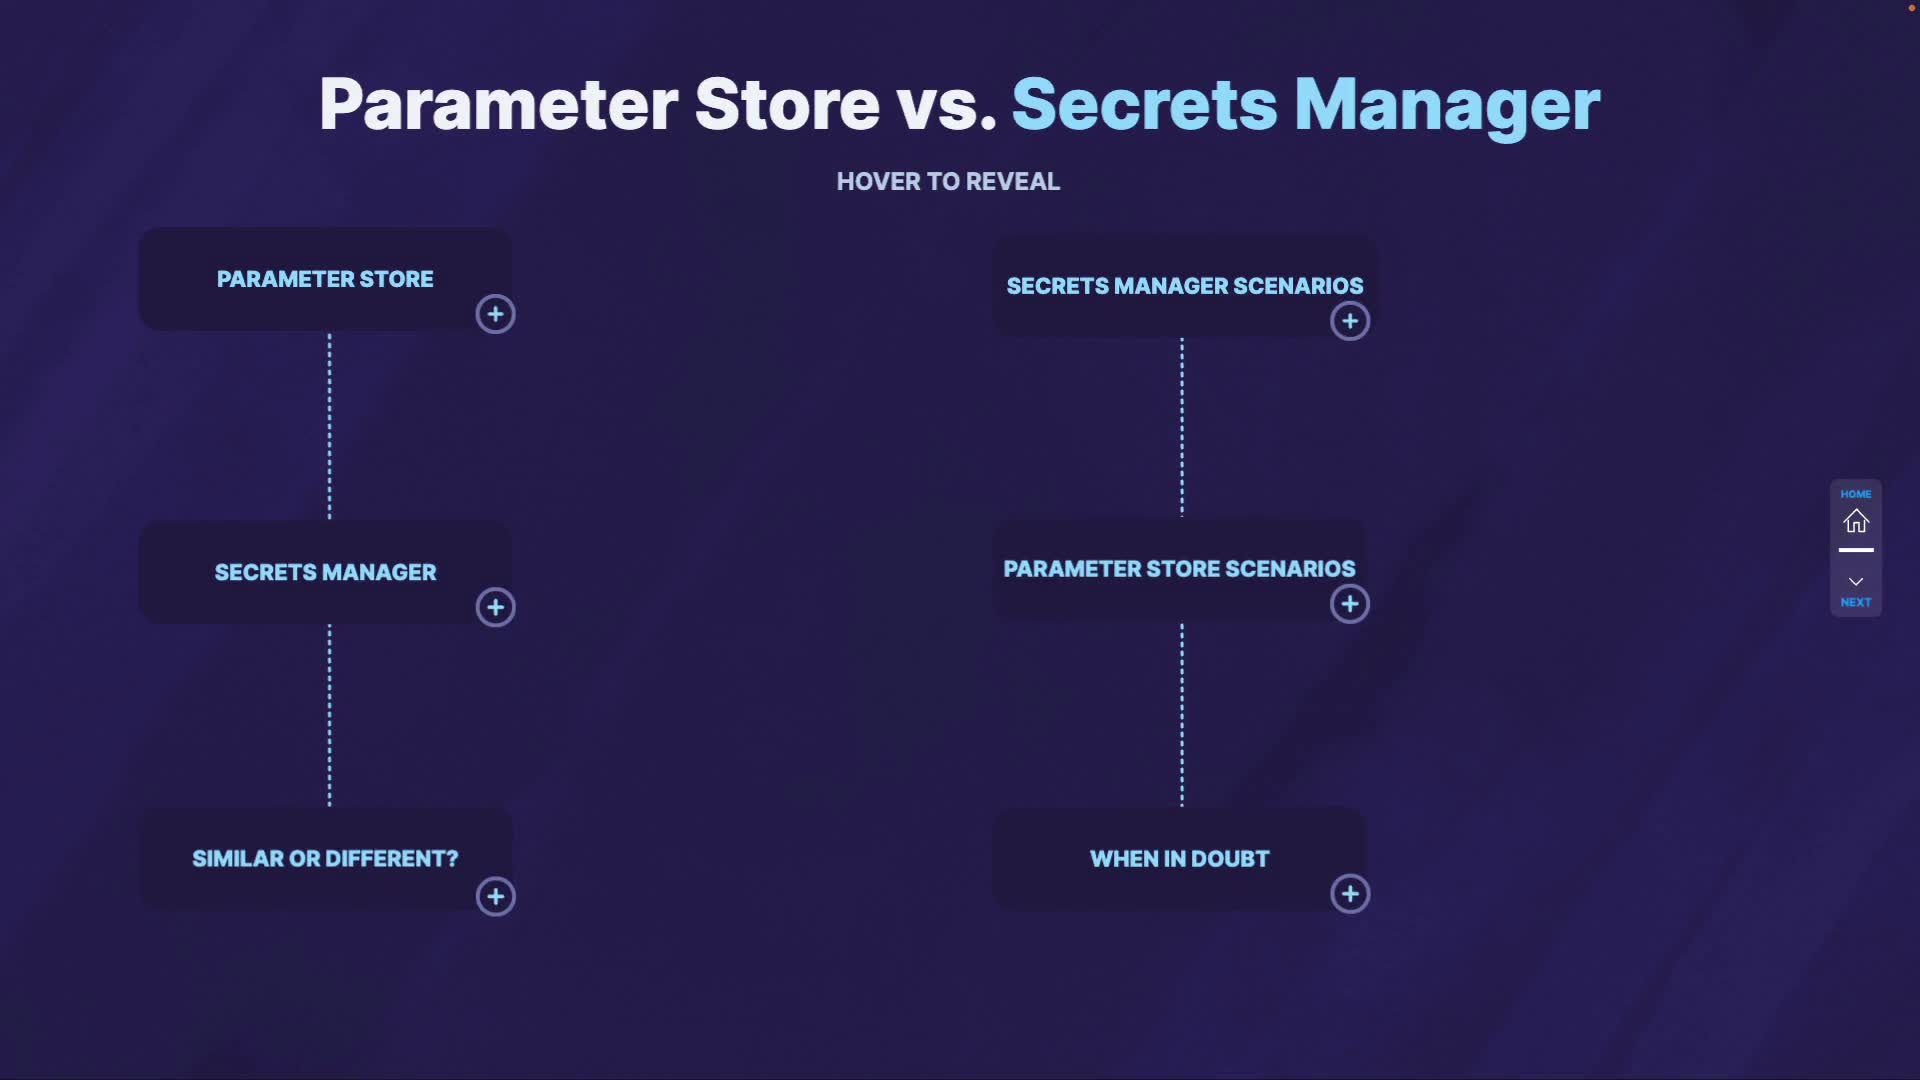 Parameter Store vs. Secrets Manager
HOVER TO REVEAL
PARAMETER STORE
SECRETS MANAGER
SIMILAR OR DIFFERENT?
SECRETS MANAGER SCENARIOS
PARAMETER STORE SCENARIOS
WHEN IN DOUBT
HOME
NEXT